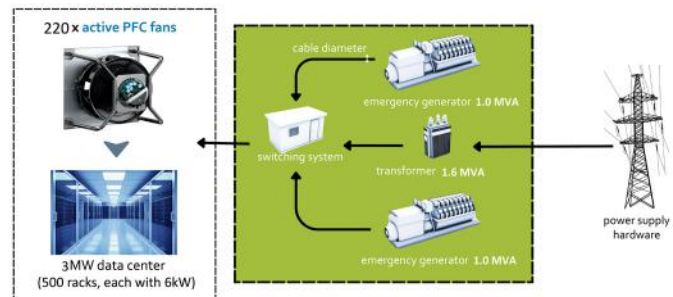 220 x active PFC fans
3MW data center
(500 racks, each with 6kW)
cable diameter
emergency generator 1.0 MVA
switching system
transformer 1.6 MVA
emergency generator 1.0 MVA
power supply
hardware